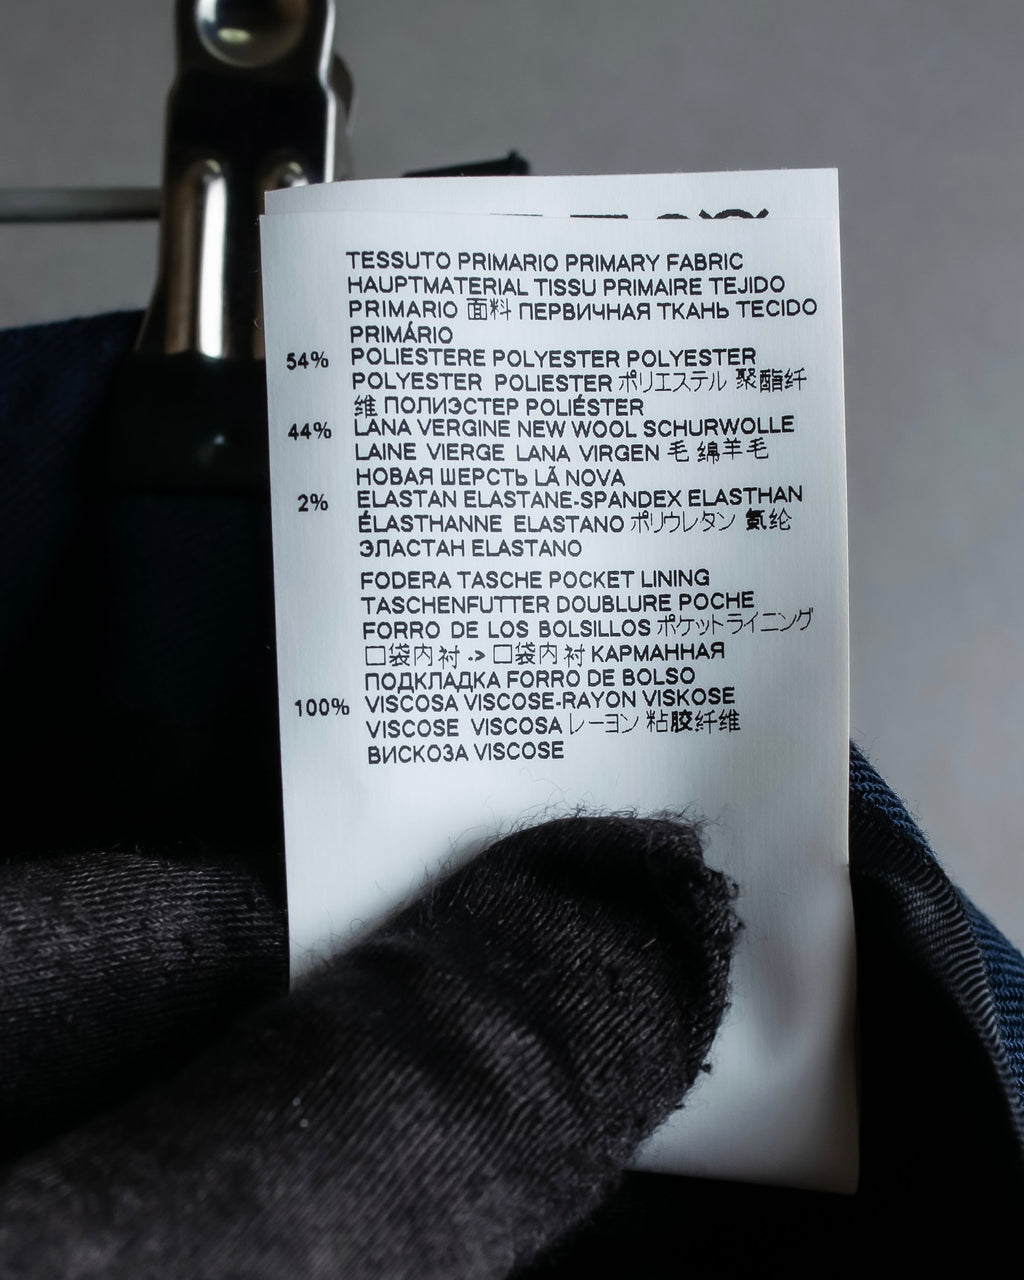 TESSUTO PRIMARIO PRIMARY FABRIC
HAUPTMATERIAL TISSU PRIMAIRE TEJIDO
PRIMARIO 面料 ПЕРВИЧНАЯ ТКАНЬ TECIDO
PRIMÁRIO
54% POLIESTERE POLYESTER POLYESTER
POLYESTER POLIESTER ポリエステル 聚酯纤
维 ПОЛИЭСТЕР POLIÉSTER
44% LANA VERGINE NEW WOOL SCHURWOLLE
LAINE VIERGE LANA VIRGEN 毛 绵羊毛
НОВАЯ ШЕРСТЬ LÃ NOVA
2% ELASTAN ELASTANE-SPANDEX ELASTHAN
ÉLASTHANNE ELASTANO ポリウレタン 氨纶
ЭЛАСТАН ELASTANO
FODERA TASCHE POCKET LINING
TASCHENFUTTER DOUBLURE POCHE
FORRO DE LOS BOLSILLOS ポケットライニング
口袋内衬 -> 口袋内衬 КАРМАННАЯ
ПОДКЛАДКА FORRO DE BOLSO
100% VISCOSA VISCOSE-RAYON VISKOSE
VISCOSE VISCOSA レーヨン 粘胶纤维
ВИСКОЗА VISCOSE